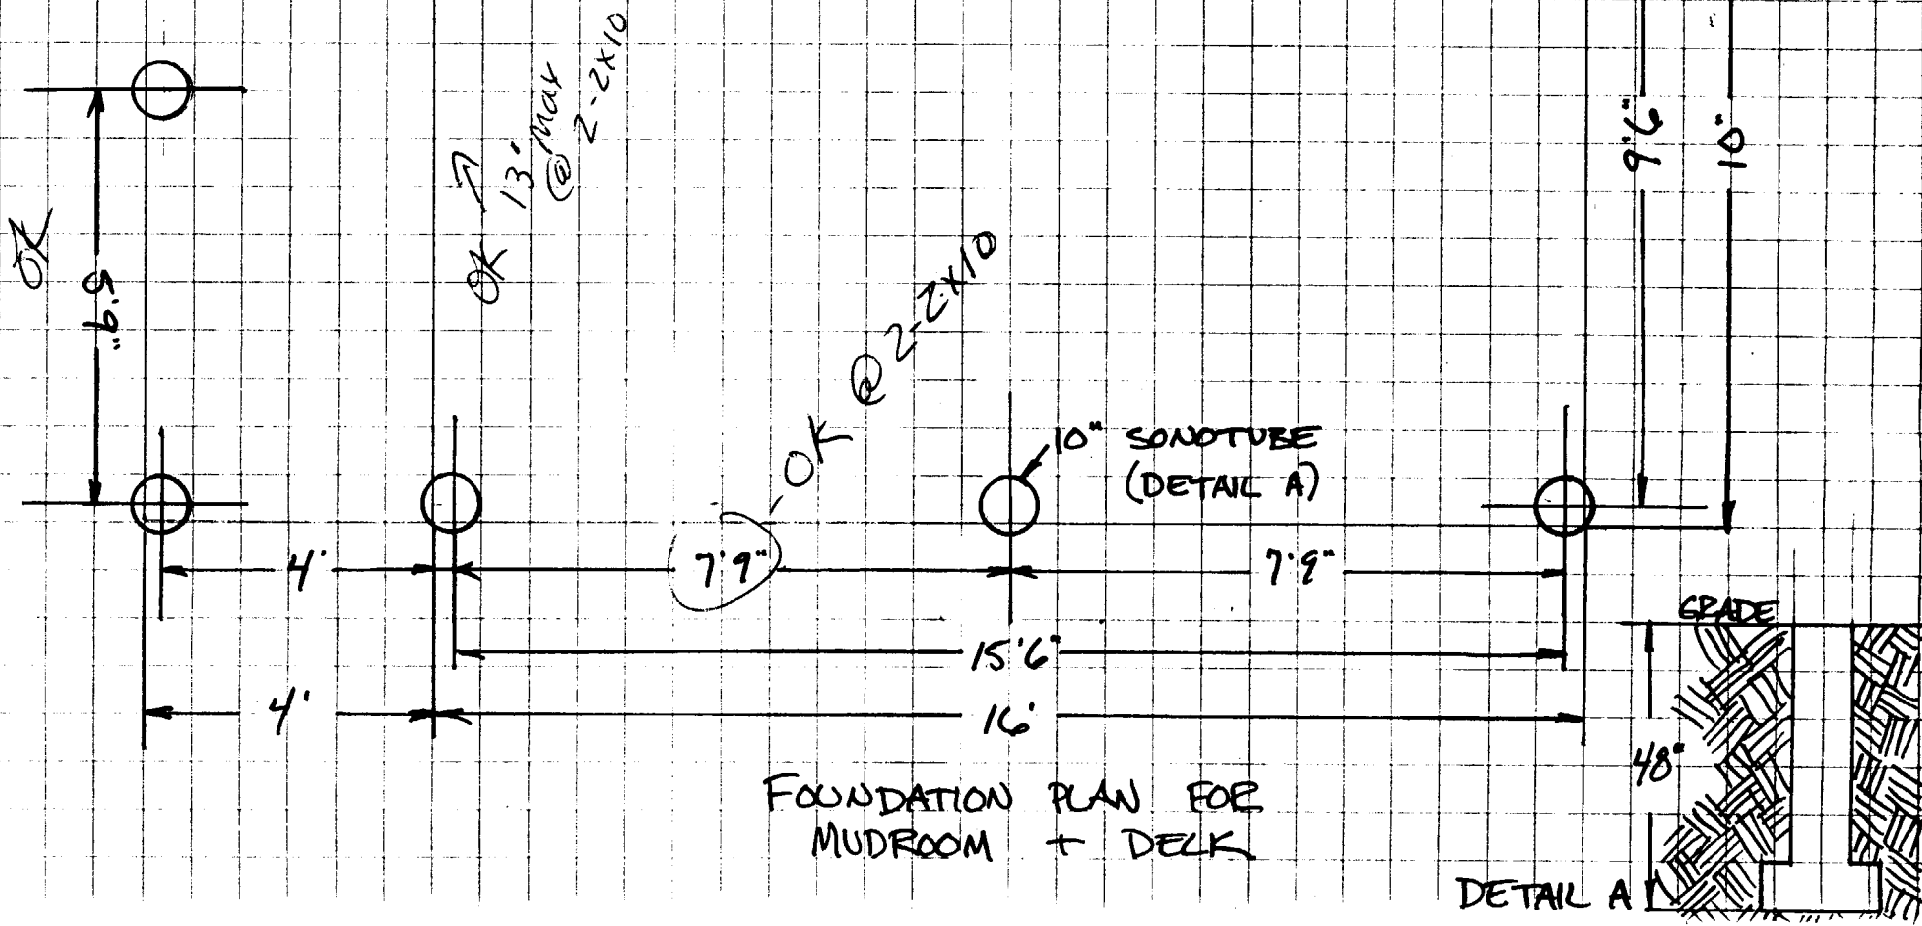 OK
5'9"
OK → 13' Max
@ 2-2x10
OK @ 2-2x10
9'6"
10"
10" SONOTUBE
(DETAIL A)
4'
7'9"
7'9"
15'6"
4'
16'
GRADE
48"
FOUNDATION PLAN FOR
MUDROOM + DECK
DETAIL A